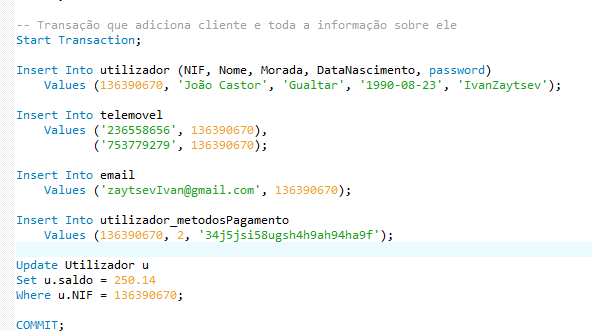 -- Transação que adiciona cliente e toda a informação sobre ele
Start Transaction;
Insert Into utilizador (NIF, Nome, Morada, DataNascimento, password)
Values (136390670, 'João Castor', 'Gualtar', '1990-08-23', 'IvanZaytsev');
Insert Into telemovel
Values ('236558656', 136390670),
('753779279', 136390670);
Insert Into email
Values ('zaytsevIvan@gmail.com', 136390670);
Insert Into utilizador_metodosPagamento
Values (136390670, 2, '34j5jsi58ugsh4h9ah94ha9f');
Update Utilizador u
Set u.saldo = 250.14
Where u.NIF = 136390670;
COMMIT;